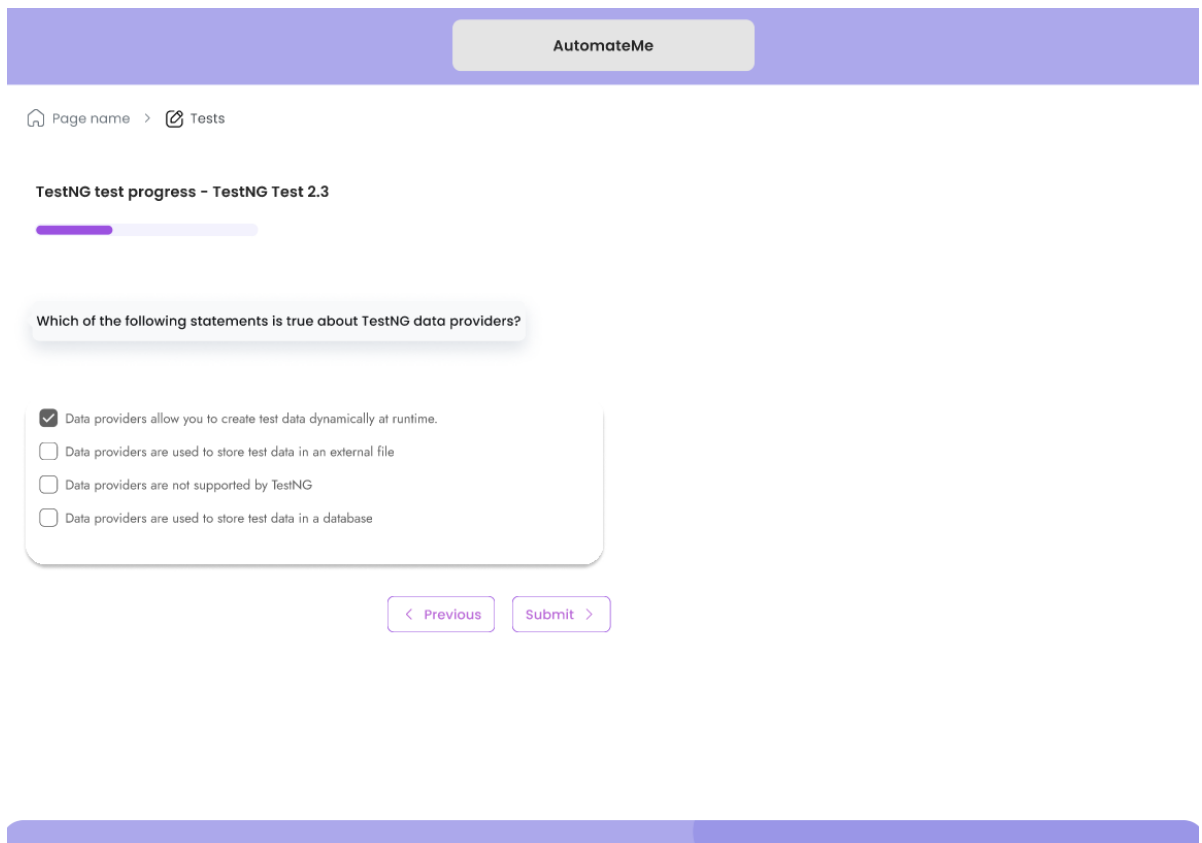 AutomateMe
Page name > Tests
TestNG test progress - TestNG Test 2.3
Which of the following statements is true about TestNG data providers?
Data providers allow you to create test data dynamically at runtime.
Data providers are used to store test data in an external file
Data providers are not supported by TestNG
Data providers are used to store test data in a database
< Previous Submit >